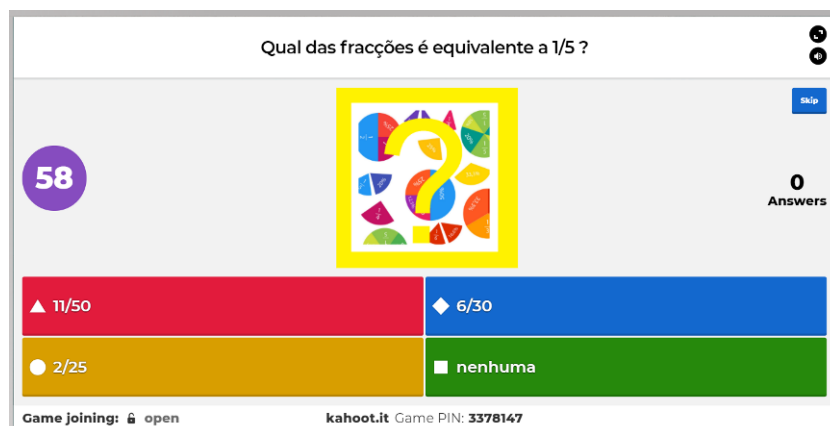 Qual das fracções é equivalente a 1/5 ?
Skip
58
0
Answers
11/50
6/30
2/25
nenhuma
Game joining: open
kahoot.it Game PIN: 3378147